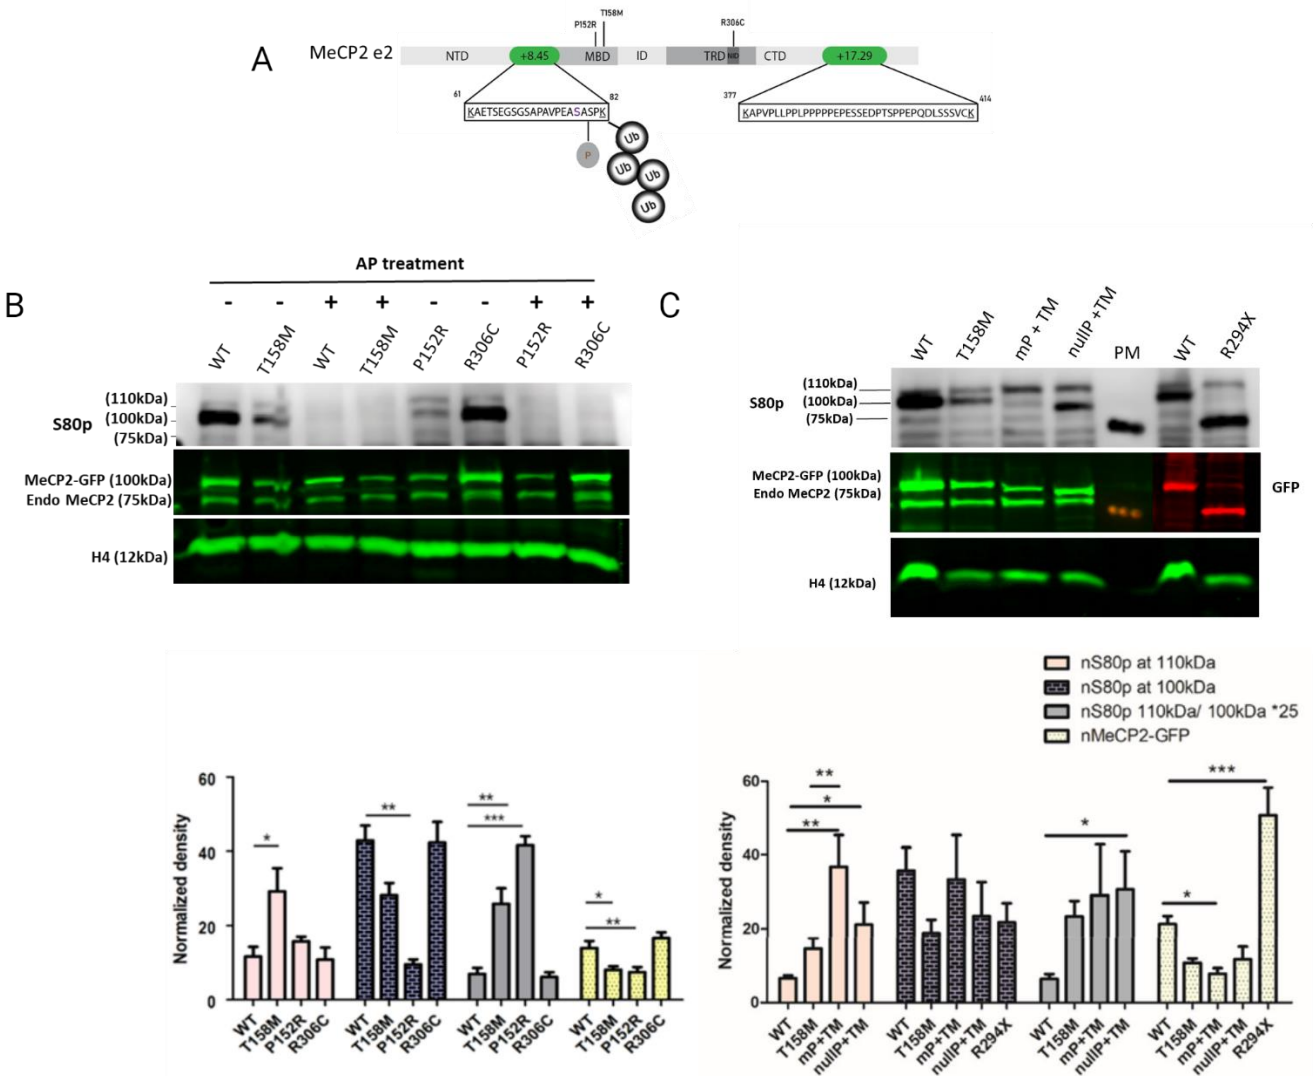 A
MeCP2 e2
T158M
P152R
R306C
NTD
+8.45
MBD
ID
TRD
NID
CTD
+17.29
61
82
377
414
KAETSEGSGSAPAVPEASASPK
KAPVPLLPPLPPPPPEPESSEDPTSPPEPQDLSSSVCK
P
Ub
Ub
Ub
Ub
B
AP treatment
- - + + - - + +
WT T158M WT T158M P152R R306C P152R R306C
S80p
(110kDa)
(100kDa)
(75kDa)
MeCP2-GFP (100kDa)
Endo MeCP2 (75kDa)
H4 (12kDa)
C
WT T158M mP + TM nullP +TM PM WT R294X
S80p
(110kDa)
(100kDa)
(75kDa)
MeCP2-GFP (100kDa)
Endo MeCP2 (75kDa)
GFP
H4 (12kDa)
Normalized density
60
40
20
0
*
**
**
***
*
**
WT T158M P152R R306C WT T158M P152R R306C WT T158M P152R R306C WT T158M P152R R306C
nS80p at 110kDa
nS80p at 100kDa
nS80p 110kDa/ 100kDa *25
nMeCP2-GFP
Normalized density
60
40
20
0
**
*
**
*
***
*
WT T158M mP+TM nullP+TM WT T158M mP+TM nullP+TM R294X WT T158M mP+TM nullP+TM WT T158M mP+TM nullP+TM R294X